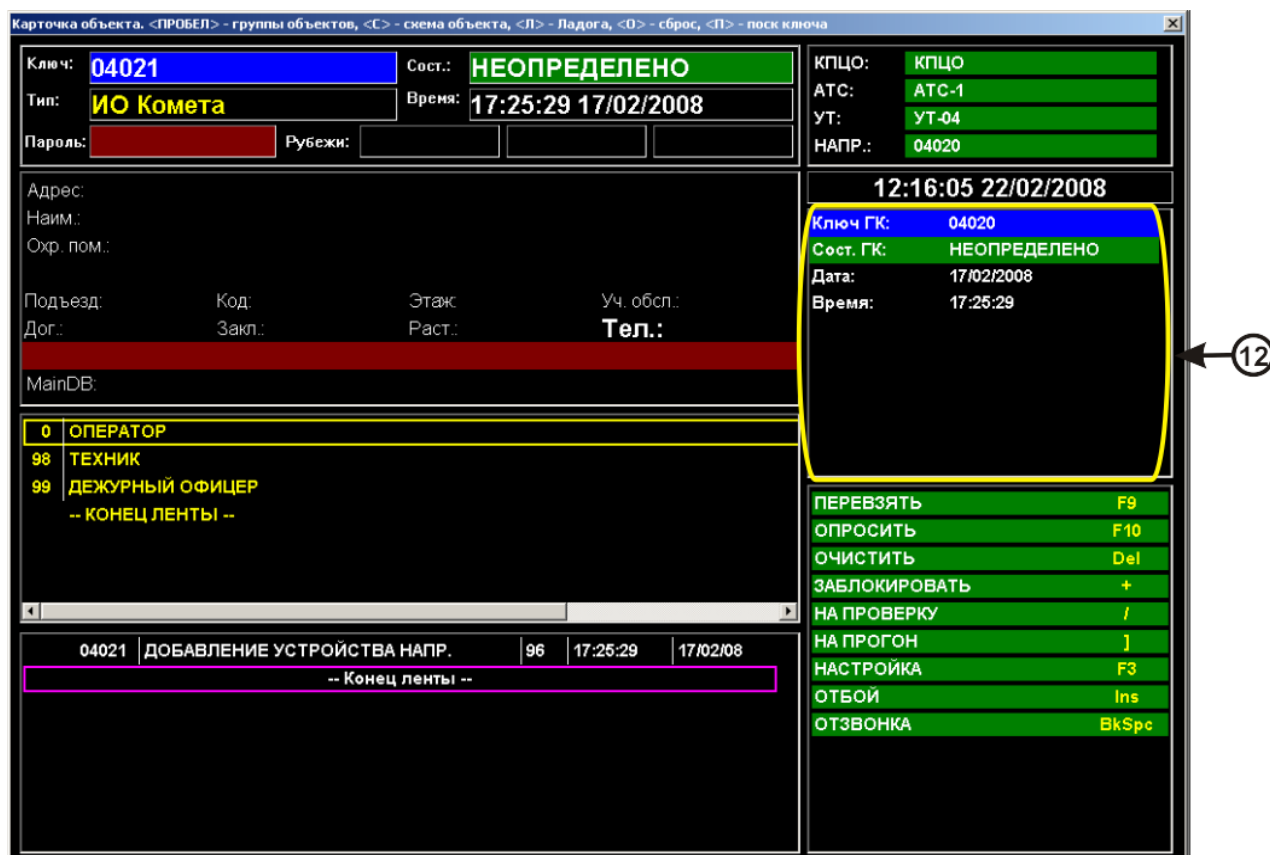 Карточка объекта. <ПРОБЕЛ> - группы объектов, <С> - схема объекта, <Л> - Ладога, <О> - сброс, <П> - поск ключа
Ключ: 04021 Сост.: НЕОПРЕДЕЛЕНО
Тип: ИО Комета Время: 17:25:29 17/02/2008
Пароль: Рубежи:
КПЦО: КПЦО
АТС: АТС-1
УТ: УТ-04
НАПР.: 04020
Адрес:
Наим.:
Охр. пом.:
Подъезд: Код: Этаж: Уч. обсл.:
Дог.: Закл.: Раст.: Тел.:
MainDB:
12:16:05 22/02/2008
Ключ ГК: 04020
Сост. ГК: НЕОПРЕДЕЛЕНО
Дата: 17/02/2008
Время: 17:25:29
12
0 ОПЕРАТОР
98 ТЕХНИК
99 ДЕЖУРНЫЙ ОФИЦЕР
-- КОНЕЦ ЛЕНТЫ --
04021 ДОБАВЛЕНИЕ УСТРОЙСТВА НАПР. 96 17:25:29 17/02/08
-- Конец ленты --
ПЕРЕВЗЯТЬ F9
ОПРОСИТЬ F10
ОЧИСТИТЬ Del
ЗАБЛОКИРОВАТЬ +
НА ПРОВЕРКУ /
НА ПРОГОН ]
НАСТРОЙКА F3
ОТБОЙ Ins
ОТЗВОНКА BkSpc